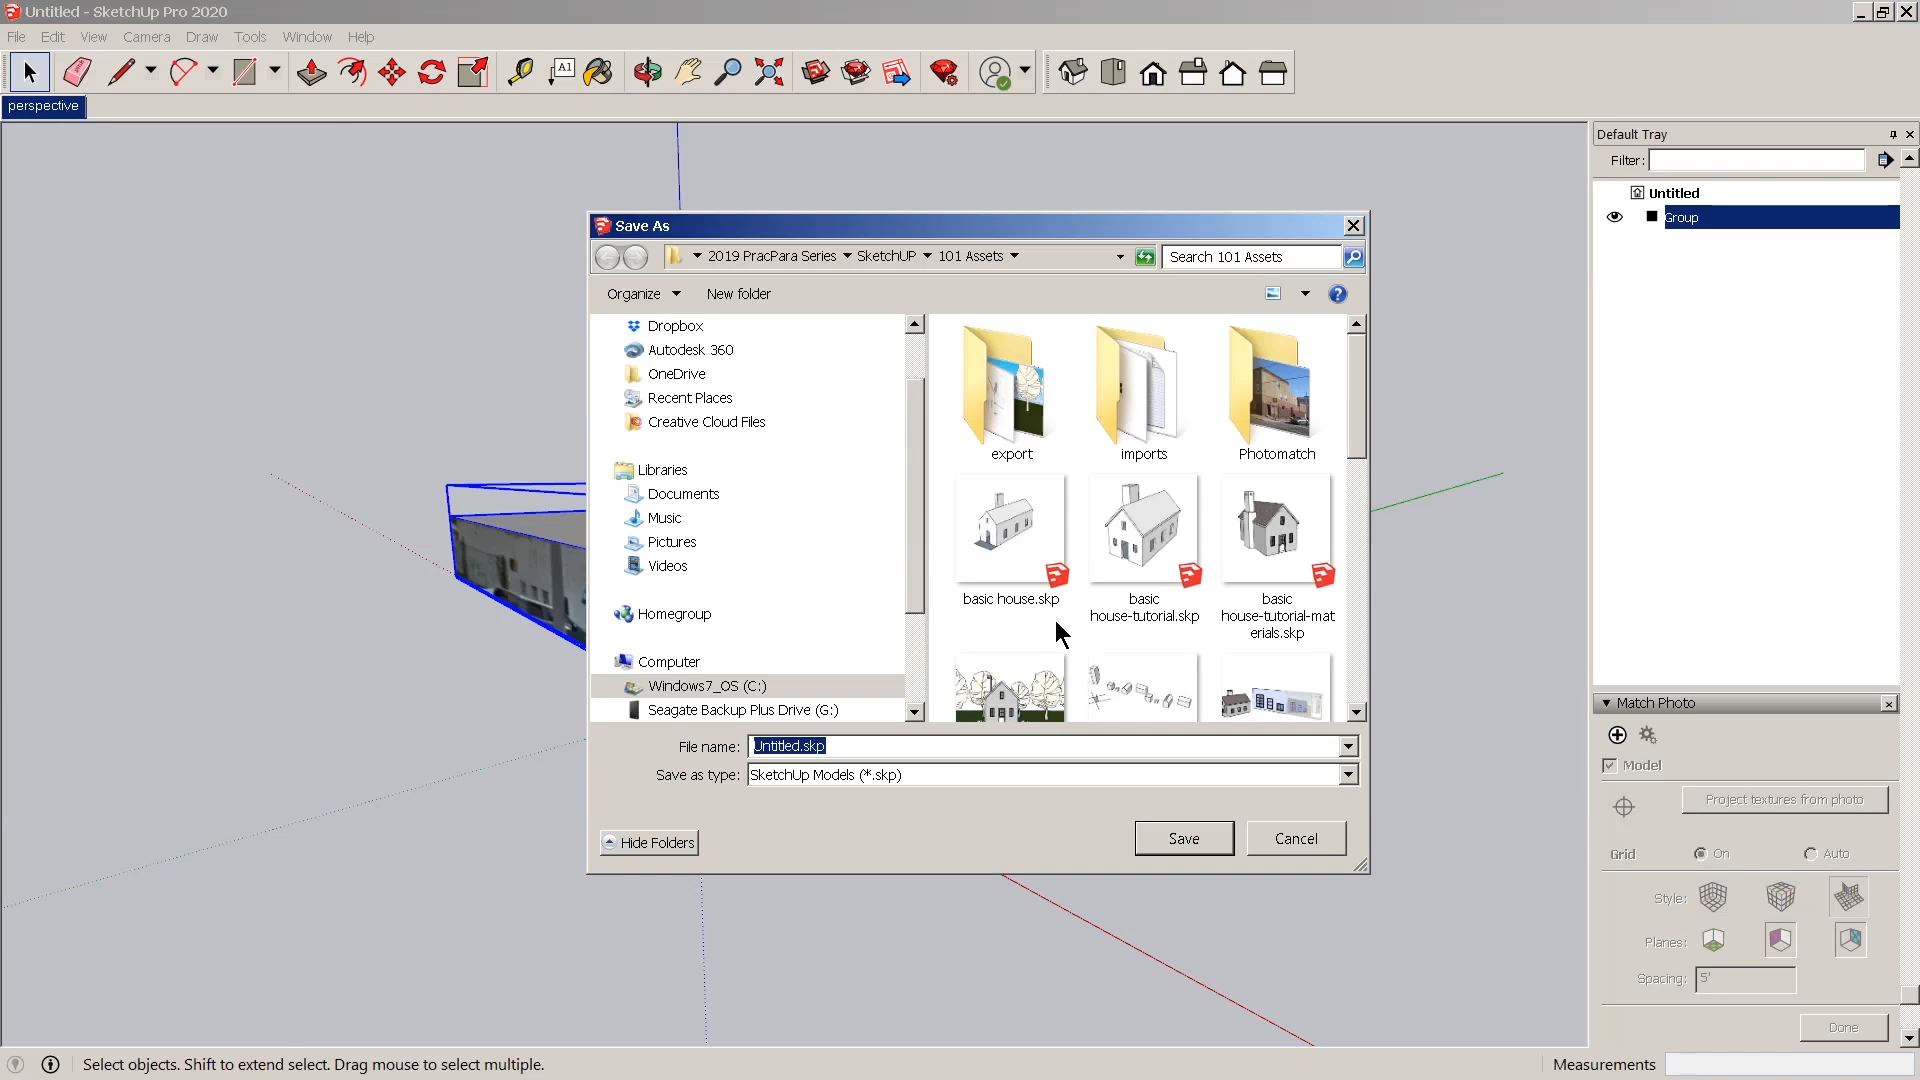 Untitled - SketchUp Pro 2020
File Edit View Camera Draw Tools Window Help
A1
perspective
Default Tray
Filter:
Untitled
Group
Save As
2019 PracPara Series SketchUP 101 Assets
Search 101 Assets
Organize New folder
Dropbox
Autodesk 360
OneDrive
Recent Places
Creative Cloud Files
Libraries
Documents
Music
Pictures
Videos
Homegroup
Computer
Windows7_OS (C:)
Seagate Backup Plus Drive (G:)
export imports Photomatch
basic house.skp
basic
house-tutorial.skp
basic
house-tutorial-mat
erials.skp
File name: Untitled.skp
Save as type: SketchUp Models (*.skp)
Hide Folders
Save Cancel
Match Photo
Model
Project textures from photo
Grid On Auto
Style:
Planes:
Spacing: 5'
Done
Select objects. Shift to extend select. Drag mouse to select multiple.
Measurements